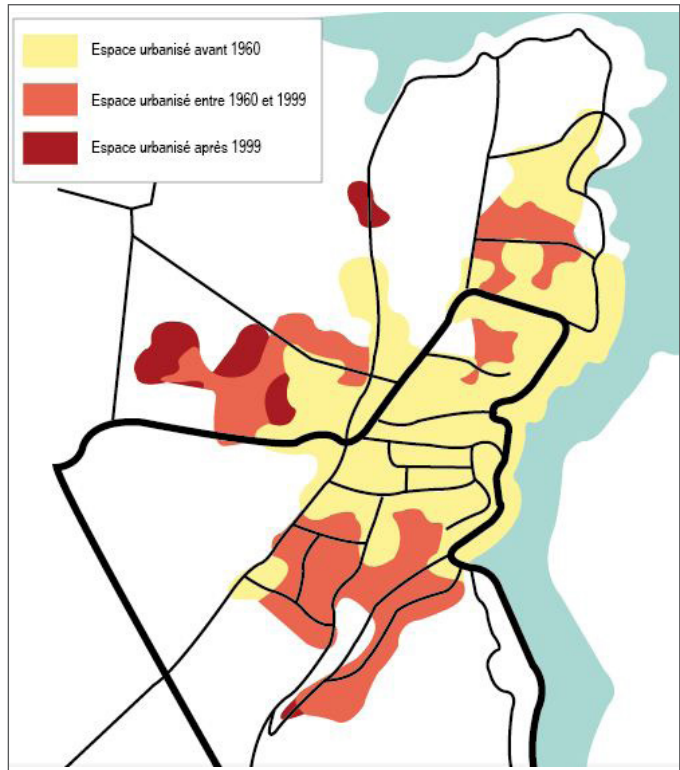 Espace urbanisé avant 1960
Espace urbanisé entre 1960 et 1999
Espace urbanisé après 1999